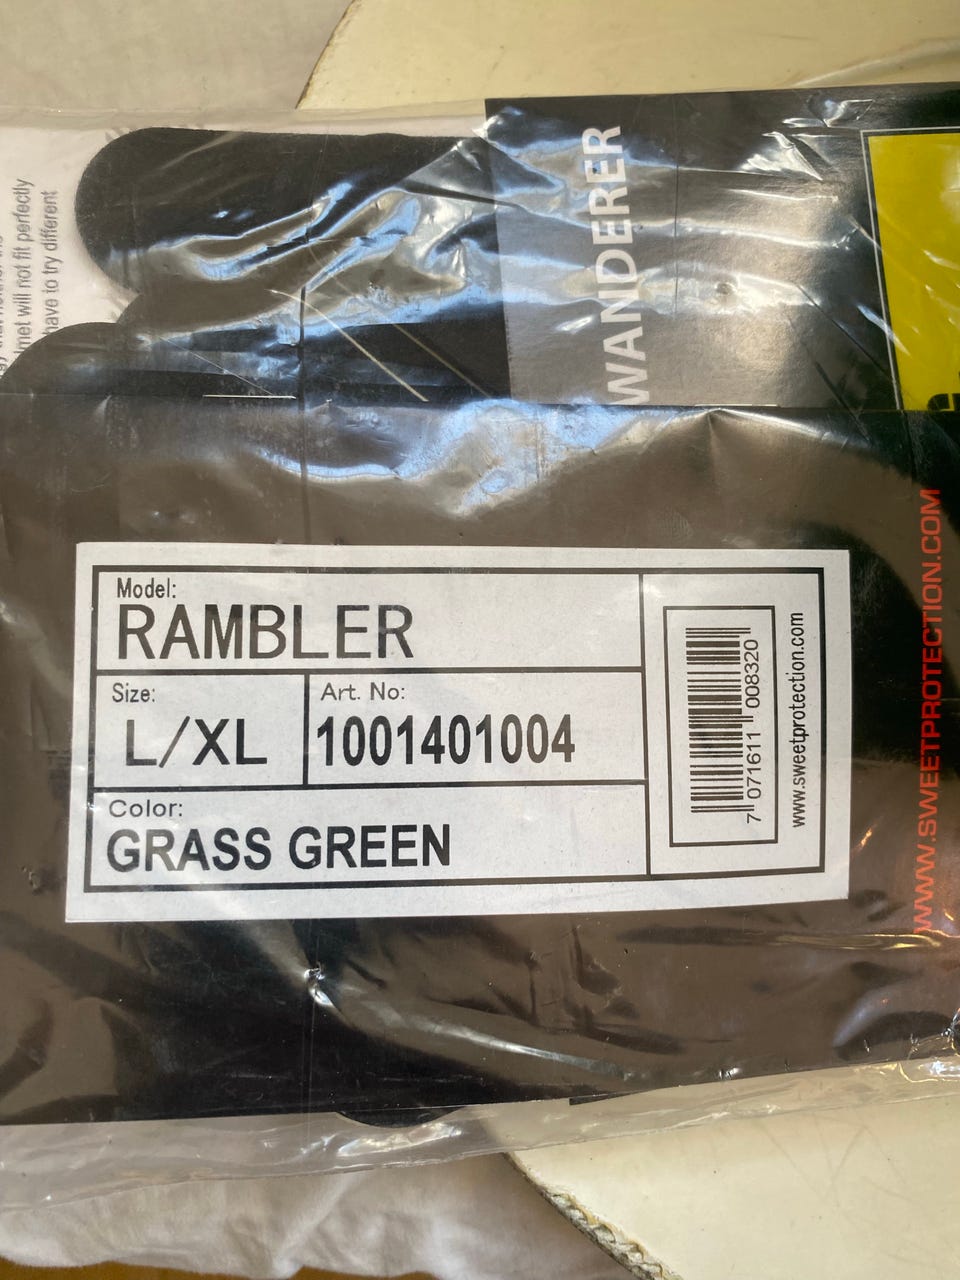 lmet will not fit perfectly
have to try different
WANDERER
WWW.SWEETPROTECTION.COM
Model:
RAMBLER
Size:
L/XL
Art. No:
1001401004
Color:
GRASS GREEN
7 071611 008320
www.sweetprotection.com